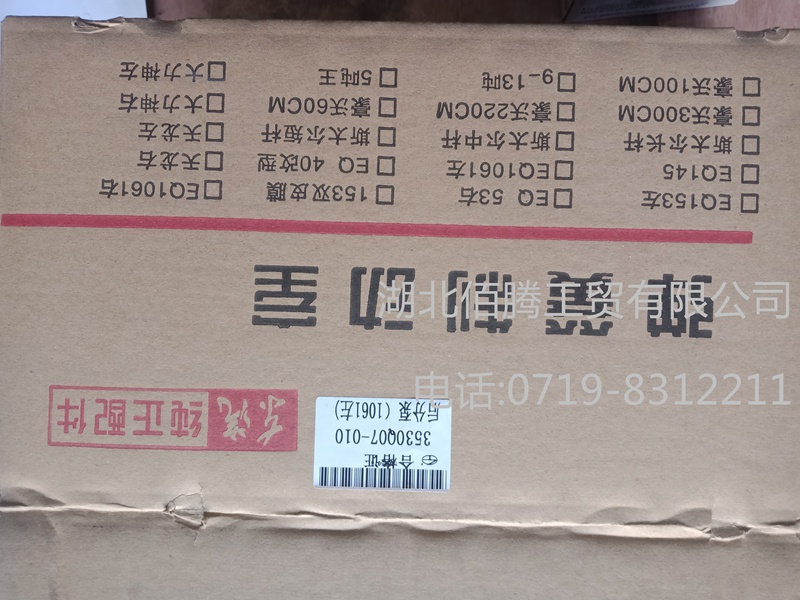 合格证
3530Q07-010
后分泵（1061左）
东汽 纯正配件
弹簧制动室
□EQ153左 □EQ 53右 □153双皮膜 □EQ1061右
□EQ145 □EQ1061左 □EQ 40改型 □天龙右
□斯太尔长杆 □斯太尔中杆 □斯太尔短杆 □天龙左
□豪沃300CM □豪沃220CM □豪沃60CM □大力神右
□豪沃100CM □9-13吨 □5吨王 □大力神左
湖北佰腾工贸有限公司
电话:0719-8312211